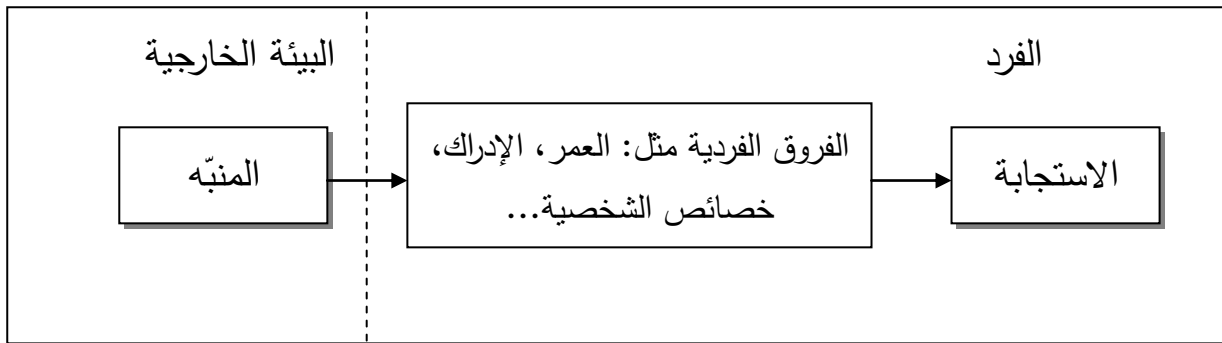 الفرد
البيئة الخارجية
الاستجابة
الفروق الفردية مثل: العمر، الإدراك،
خصائص الشخصية...
المنبّه